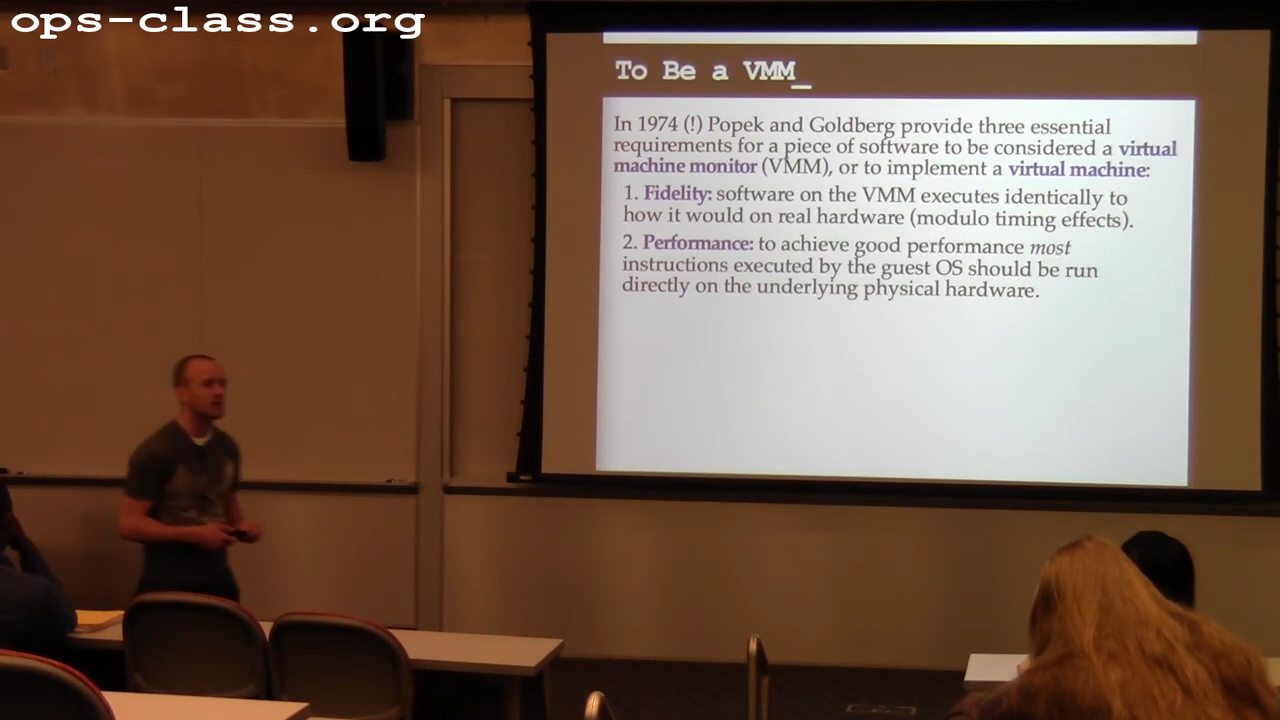 ops-class.org
To Be a VMM_
In 1974 (!) Popek and Goldberg provide three essential
requirements for a piece of software to be considered a virtual
machine monitor (VMM), or to implement a virtual machine:
1. Fidelity: software on the VMM executes identically to
how it would on real hardware (modulo timing effects).
2. Performance: to achieve good performance most
instructions executed by the guest OS should be run
directly on the underlying physical hardware.